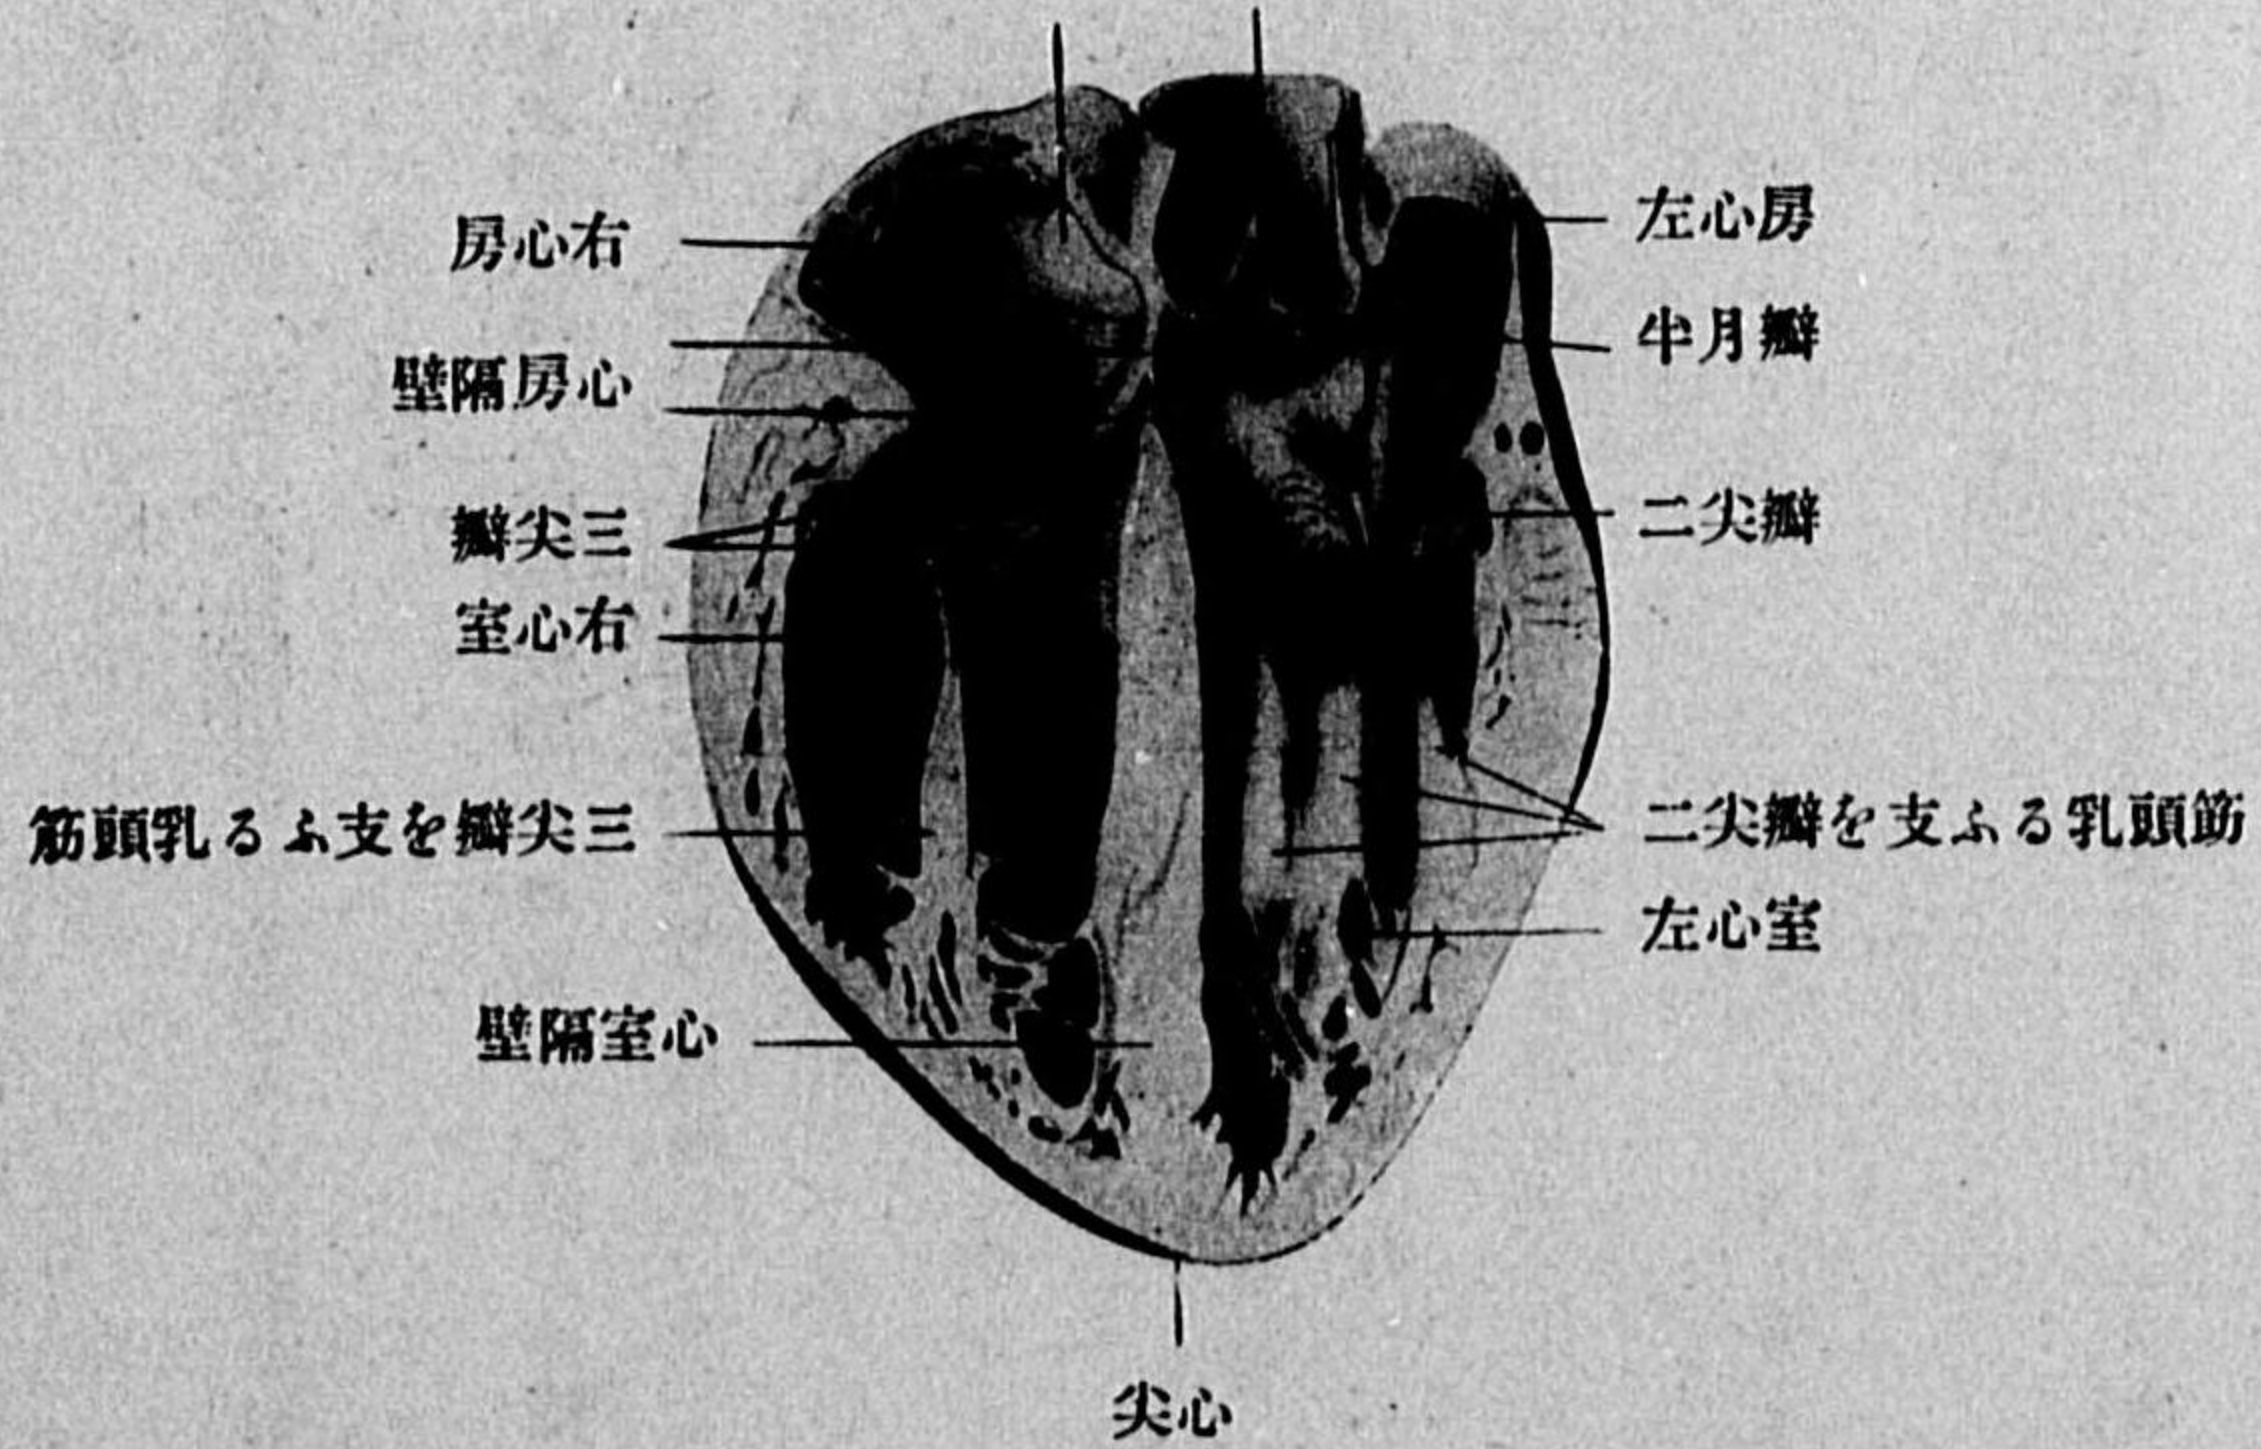 右心房
心房隔壁
三尖瓣
右心室
三尖瓣を支ふる乳頭筋
心室隔壁
左心房
半月瓣
二尖瓣
二尖瓣を支ふる乳頭筋
左心室
心尖